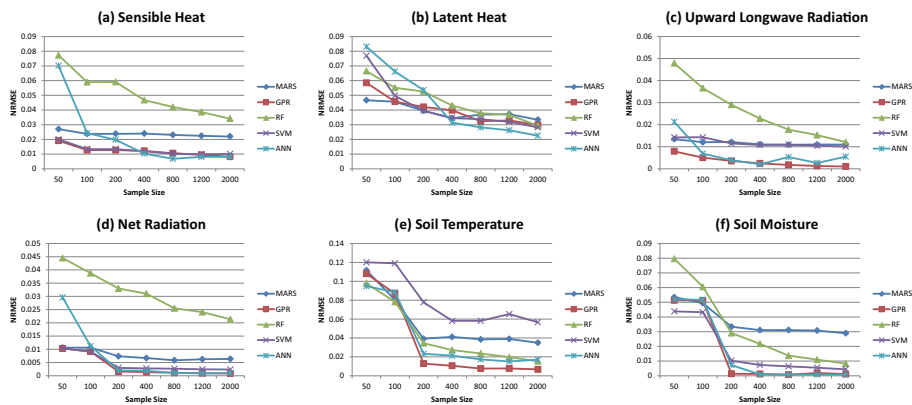 (a) Sensible Heat
NRMSE
0.09
0.08
0.07
0.06
0.05
0.04
0.03
0.02
0.01
0
50 100 200 400 800 1200 2000
Sample Size
MARS
GPR
RF
SVM
ANN
(b) Latent Heat
NRMSE
0.09
0.08
0.07
0.06
0.05
0.04
0.03
0.02
0.01
0
50 100 200 400 800 1200 2000
Sample Size
MARS
GPR
RF
SVM
ANN
(c) Upward Longwave Radiation
NRMSE
0.06
0.05
0.04
0.03
0.02
0.01
0
50 100 200 400 800 1200 2000
Sample Size
MARS
GPR
RF
SVM
ANN
(d) Net Radiation
NRMSE
0.05
0.045
0.04
0.035
0.03
0.025
0.02
0.015
0.01
0.005
0
50 100 200 400 800 1200 2000
Sample Size
MARS
GPR
RF
SVM
ANN
(e) Soil Temperature
NRMSE
0.14
0.12
0.1
0.08
0.06
0.04
0.02
0
50 100 200 400 800 1200 2000
Sample Size
MARS
GPR
RF
SVM
ANN
(f) Soil Moisture
NRMSE
0.09
0.08
0.07
0.06
0.05
0.04
0.03
0.02
0.01
0
50 100 200 400 800 1200 2000
Sample Size
MARS
GPR
RF
SVM
ANN